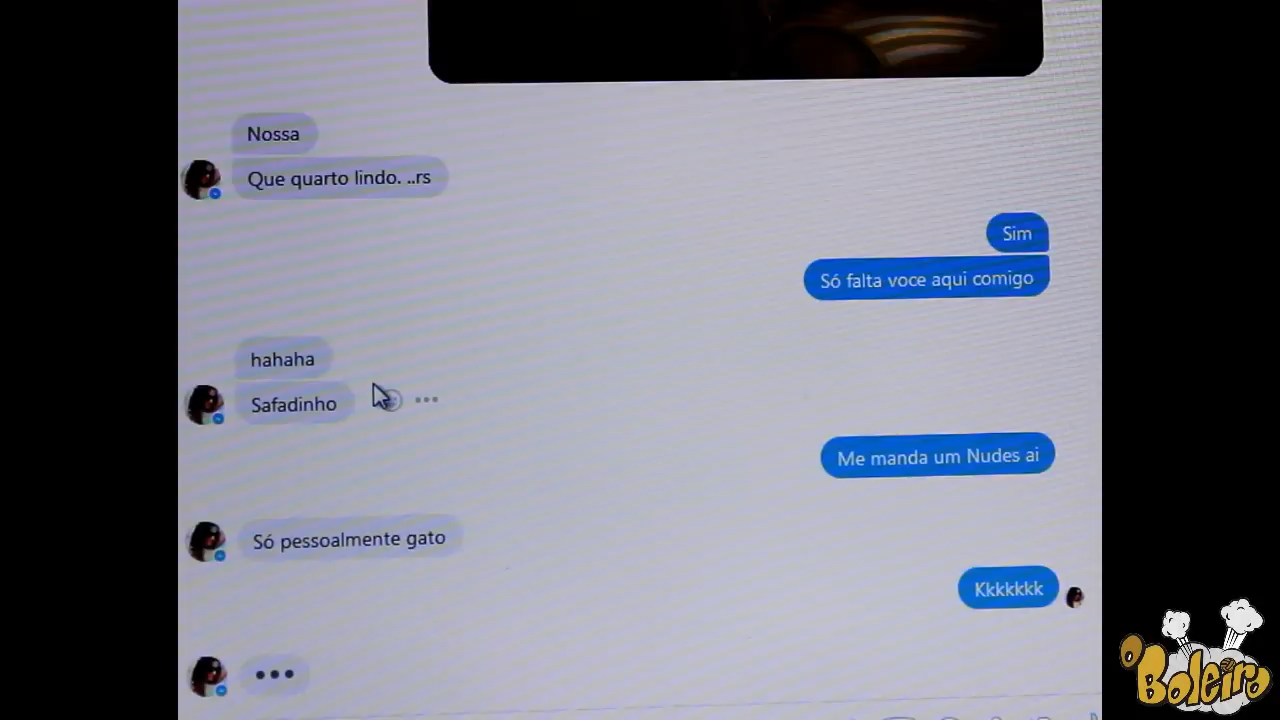 Nossa
Que quarto lindo. ..rs
Sim
Só falta voce aqui comigo
hahaha
Safadinho
Me manda um Nudes ai
Só pessoalmente gato
Kkkkkkk
O Boleiro